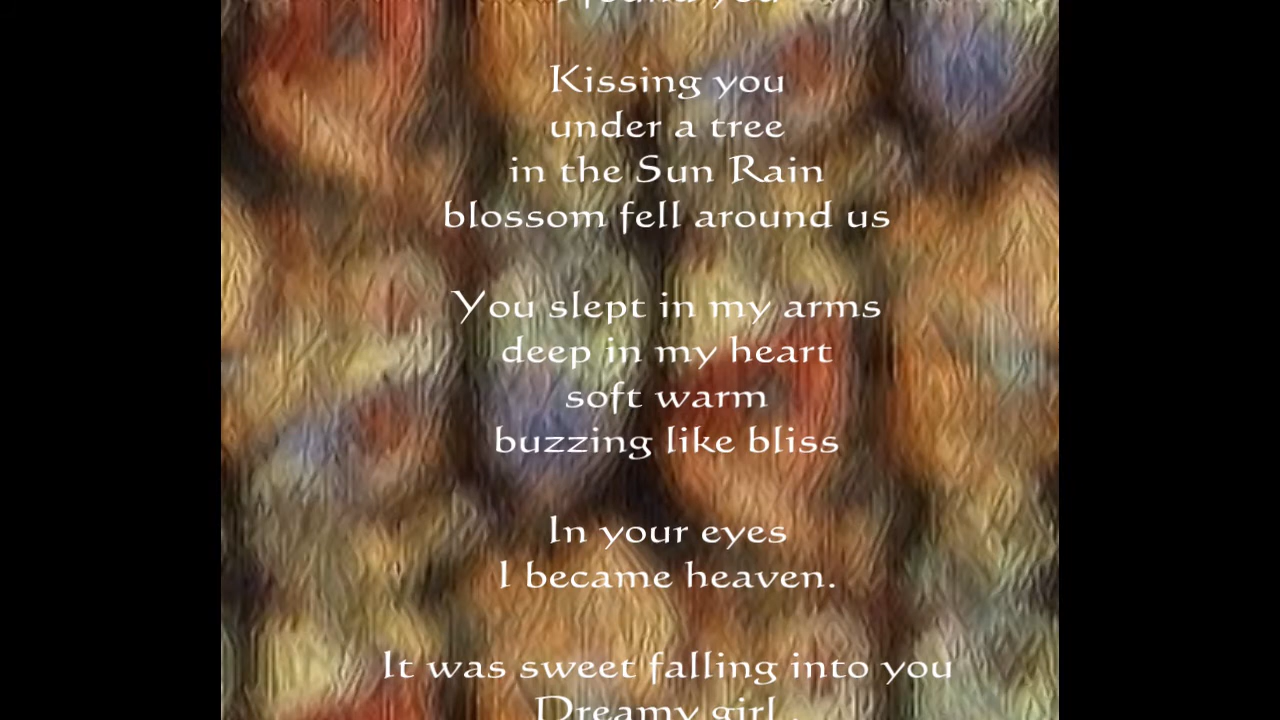 Kissing you
under a tree
in the Sun Rain
blossom fell around us
You slept in my arms
deep in my heart
soft warm
buzzing like bliss
In your eyes
I became heaven.
It was sweet falling into you
Dreamy girl .